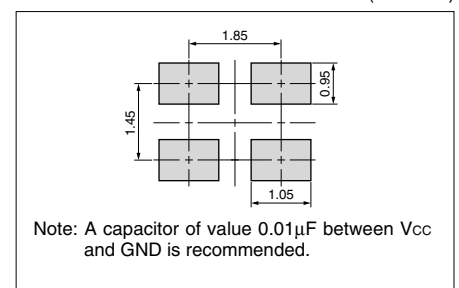 1.85
0.95
1.45
1.05
Note: A capacitor of value 0.01µF between Vcc
and GND is recommended.